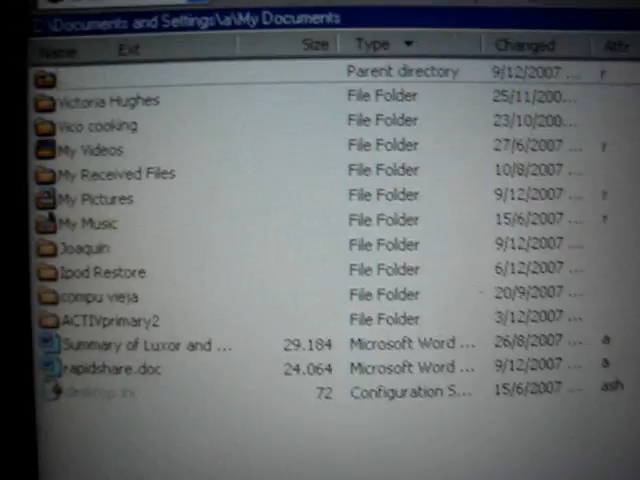 C:\Documents and Settings\a\My Documents
Name Ext Size Type Changed Attr
Parent directory 9/12/2007 ... r
Victoria Hughes File Folder 25/11/200...
Vico cooking File Folder 23/10/200...
My Videos File Folder 27/6/2007 ... r
My Received Files File Folder 10/8/2007 ...
My Pictures File Folder 9/12/2007 ... r
My Music File Folder 15/6/2007 ... r
Joaquin File Folder 9/12/2007 ...
Ipod Restore File Folder 6/12/2007 ...
compu vieja File Folder 20/9/2007 ...
ACTIVprimary2 File Folder 3/12/2007 ...
Summary of Luxor and ... 29.184 Microsoft Word ... 26/8/2007 ... a
rapidshare.doc 24.064 Microsoft Word ... 9/12/2007 ... a
desktop.ini 72 Configuration S... 15/6/2007 ... ash